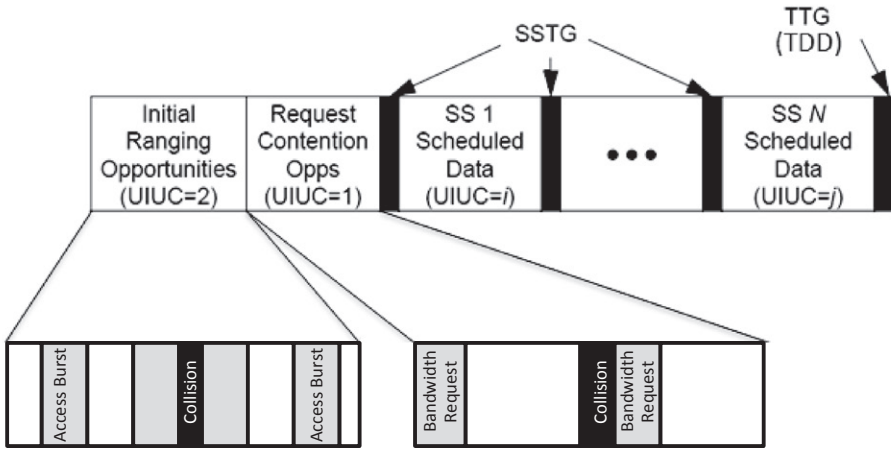 SSTG
TTG
(TDD)
Initial
Ranging
Opportunities
(UIUC=2)
Request
Contention
Opps
(UIUC=1)
SS 1
Scheduled
Data
(UIUC=i)
•••
SS N
Scheduled
Data
(UIUC=j)
Access Burst
Collision
Access Burst
Bandwidth
Request
Collision
Bandwidth
Request